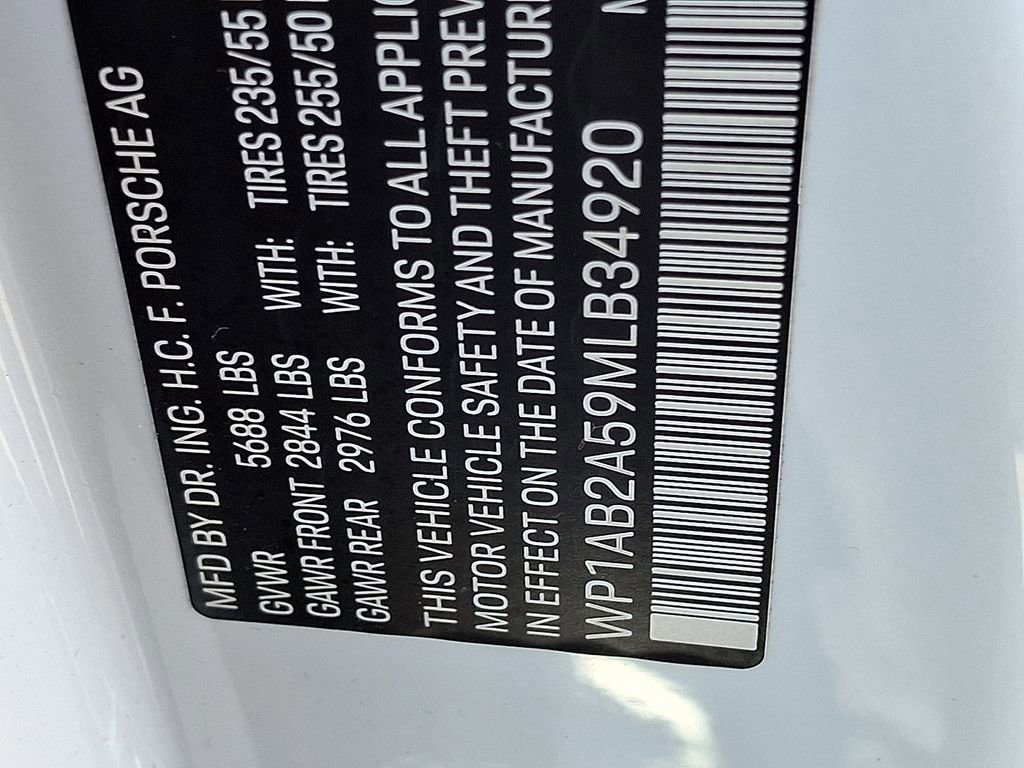 MFD BY DR. ING. H.C. F. PORSCHE AG
GVWR 5688 LBS WITH: TIRES 235/55
GAWR FRONT 2844 LBS WITH: TIRES 255/50
GAWR REAR 2976 LBS
THIS VEHICLE CONFORMS TO ALL APPLIC
MOTOR VEHICLE SAFETY AND THEFT PREV
IN EFFECT ON THE DATE OF MANUFACTURE
WP1AB2A59MLB34920